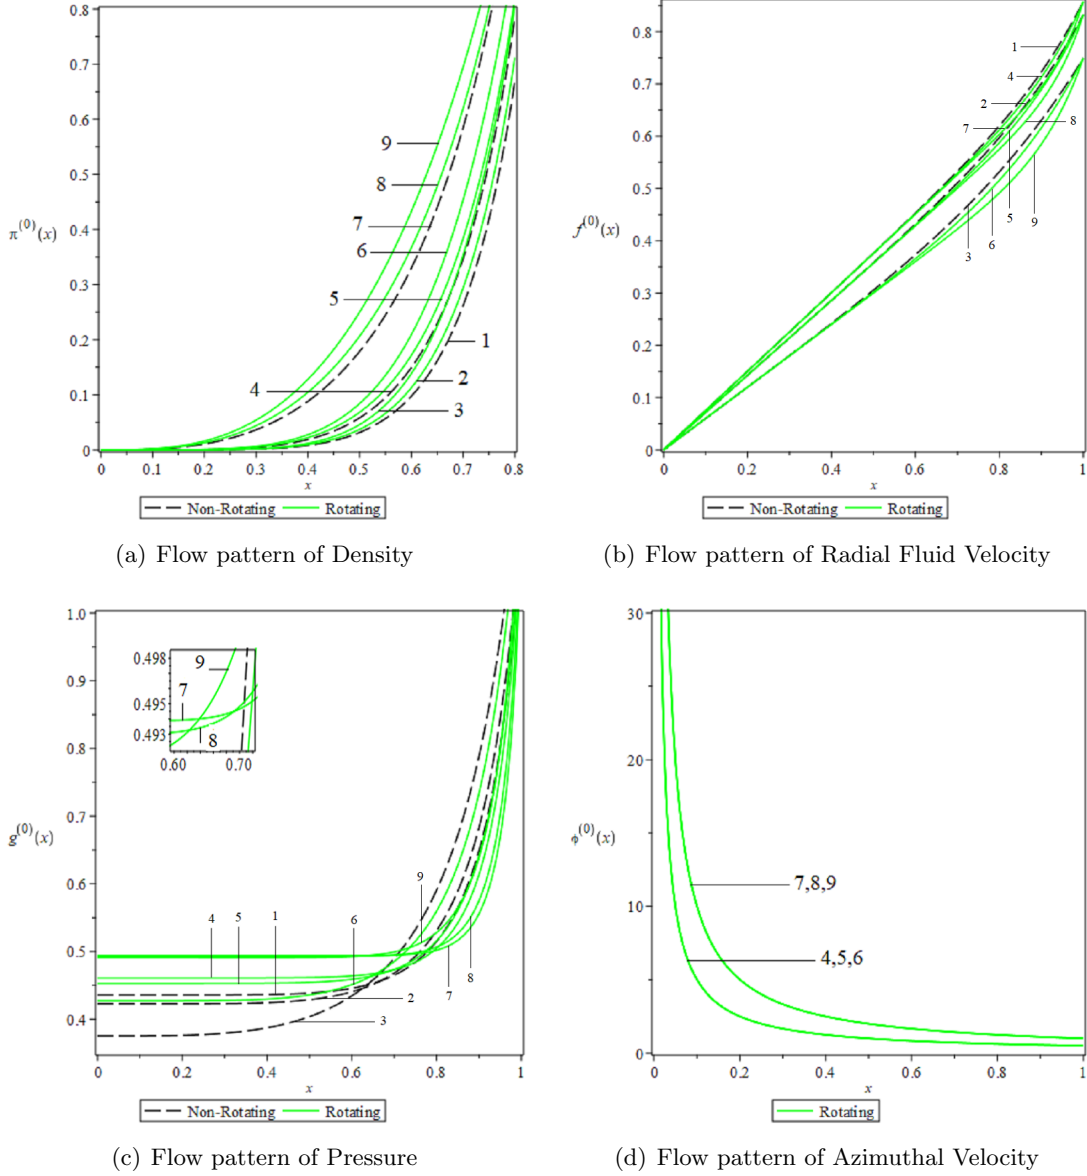 0.8
0.7
0.6
0.5
0.4
0.3
0.2
0.1
0
π⁽⁰⁾(x)
9
8
7
6
5
4
1
2
3
0 0.1 0.2 0.3 0.4 0.5 0.6 0.7 0.8
x
Non-Rotating Rotating
(a) Flow pattern of Density
0.8
0.7
0.6
0.5
0.4
0.3
0.2
0.1
0
f⁽⁰⁾(x)
1
4
2
7
8
5
9
3
6
0 0.2 0.4 0.6 0.8 1
x
Non-Rotating Rotating
(b) Flow pattern of Radial Fluid Velocity
1.0
0.9
0.8
0.7
0.6
0.5
0.4
g⁽⁰⁾(x)
0.498
0.495
0.493
0.60 0.70
9
7
8
4 5 1 6 9
8
7
2
3
0 0.2 0.4 0.6 0.8 1
x
Non-Rotating Rotating
(c) Flow pattern of Pressure
30
20
10
0
ϕ⁽⁰⁾(x)
7,8,9
4,5,6
0 0.2 0.4 0.6 0.8 1
x
Rotating
(d) Flow pattern of Azimuthal Velocity